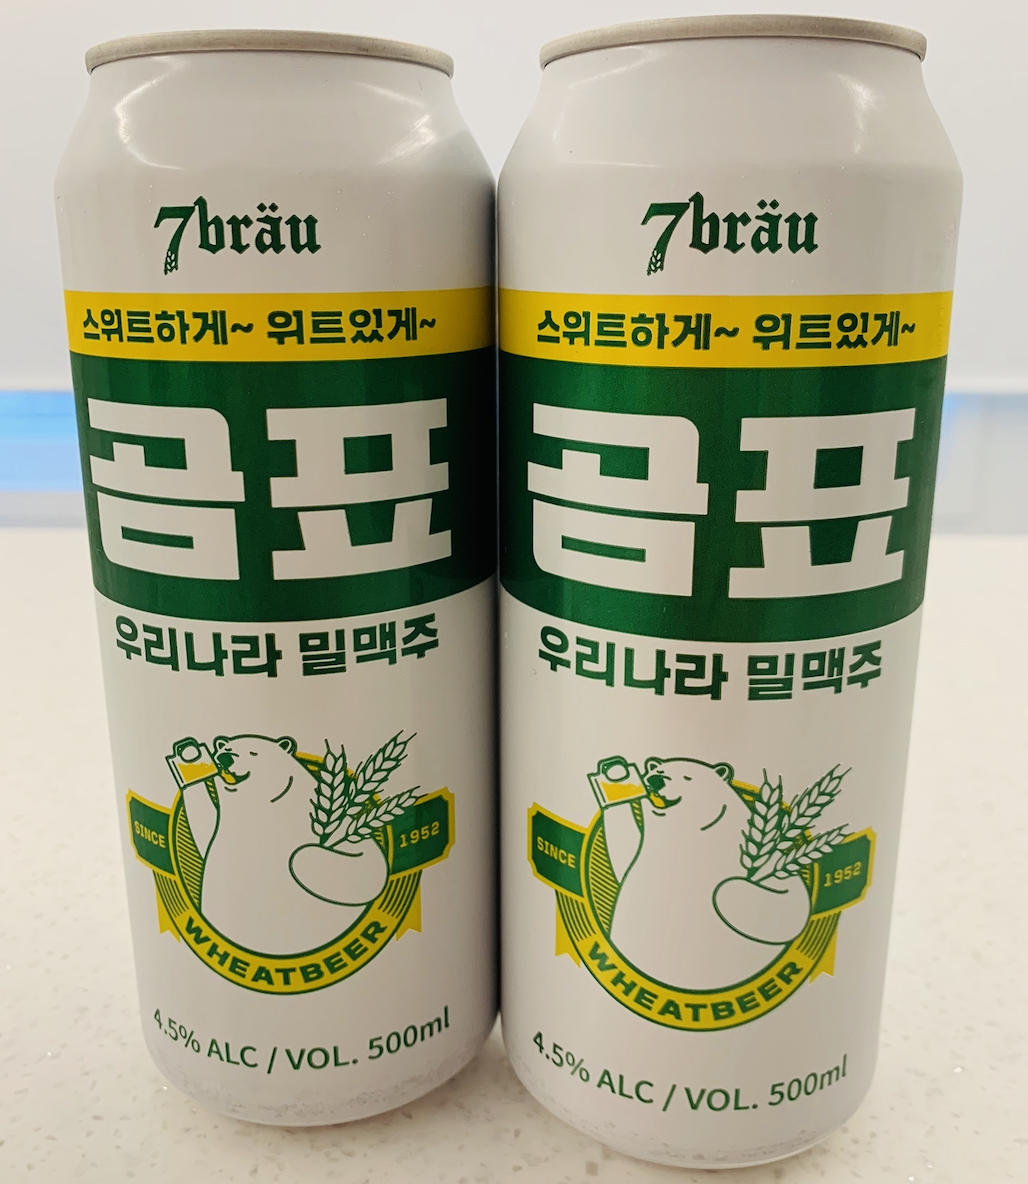 7bräu
스위트하게~ 위트있게~
곰표
우리나라 밀맥주
SINCE 1952
WHEATBEER
4.5% ALC / VOL. 500ml
7bräu
스위트하게~ 위트있게~
곰표
우리나라 밀맥주
SINCE 1952
WHEATBEER
4.5% ALC / VOL. 500ml